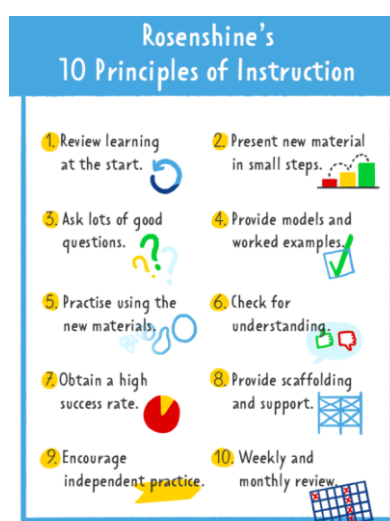 Rosenshine's
10 Principles of Instruction
1. Review learning
at the start.
2. Present new material
in small steps.
3. Ask lots of good
questions.
4. Provide models and
worked examples.
5. Practise using the
new materials.
6. Check for
understanding.
7. Obtain a high
success rate.
8. Provide scaffolding
and support.
9. Encourage
independent practice.
10. Weekly and
monthly review.